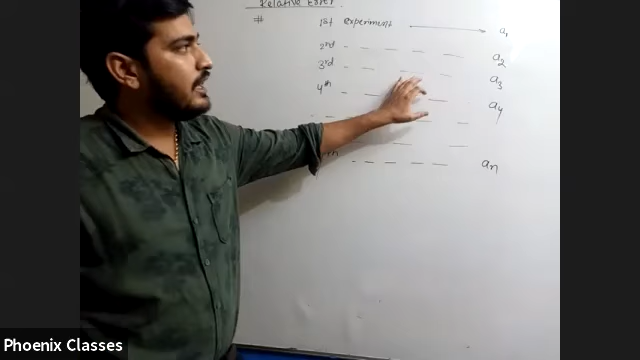 Relative Error.
# 1st experiment a1
2nd a2
3rd a3
4th a4
an
Phoenix Classes